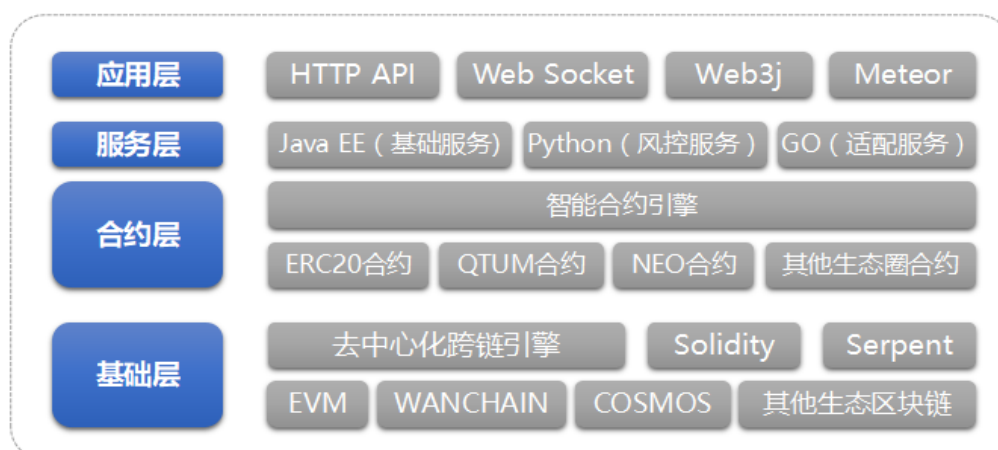 应用层 HTTP API Web Socket Web3j Meteor
服务层 Java EE（基础服务) Python（风控服务） GO（适配服务）
合约层
智能合约引擎
ERC20合约 QTUM合约 NEO合约 其他生态圈合约
基础层
去中心化跨链引擎 Solidity Serpent
EVM WANCHAIN COSMOS 其他生态区块链